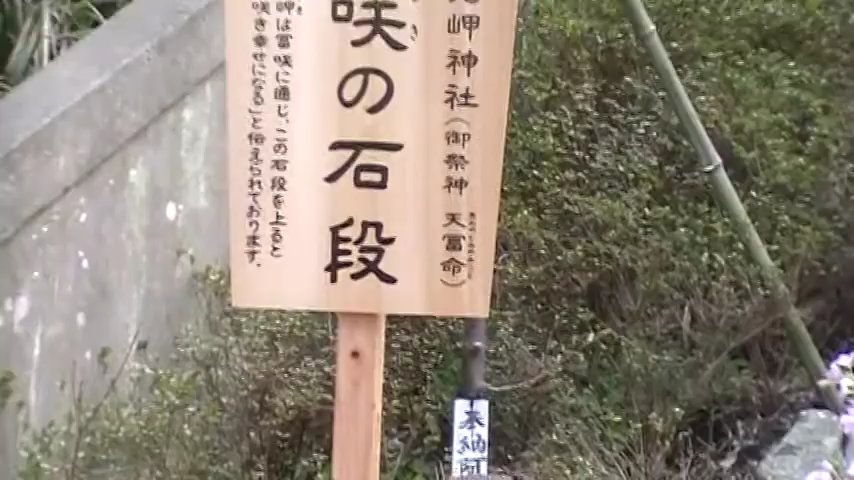 岬神社(御祭神 天冨命)
咲の石段
岬は冨咲に通じ、この石段を上ると
咲き幸せになる」と伝えられております。
奉納